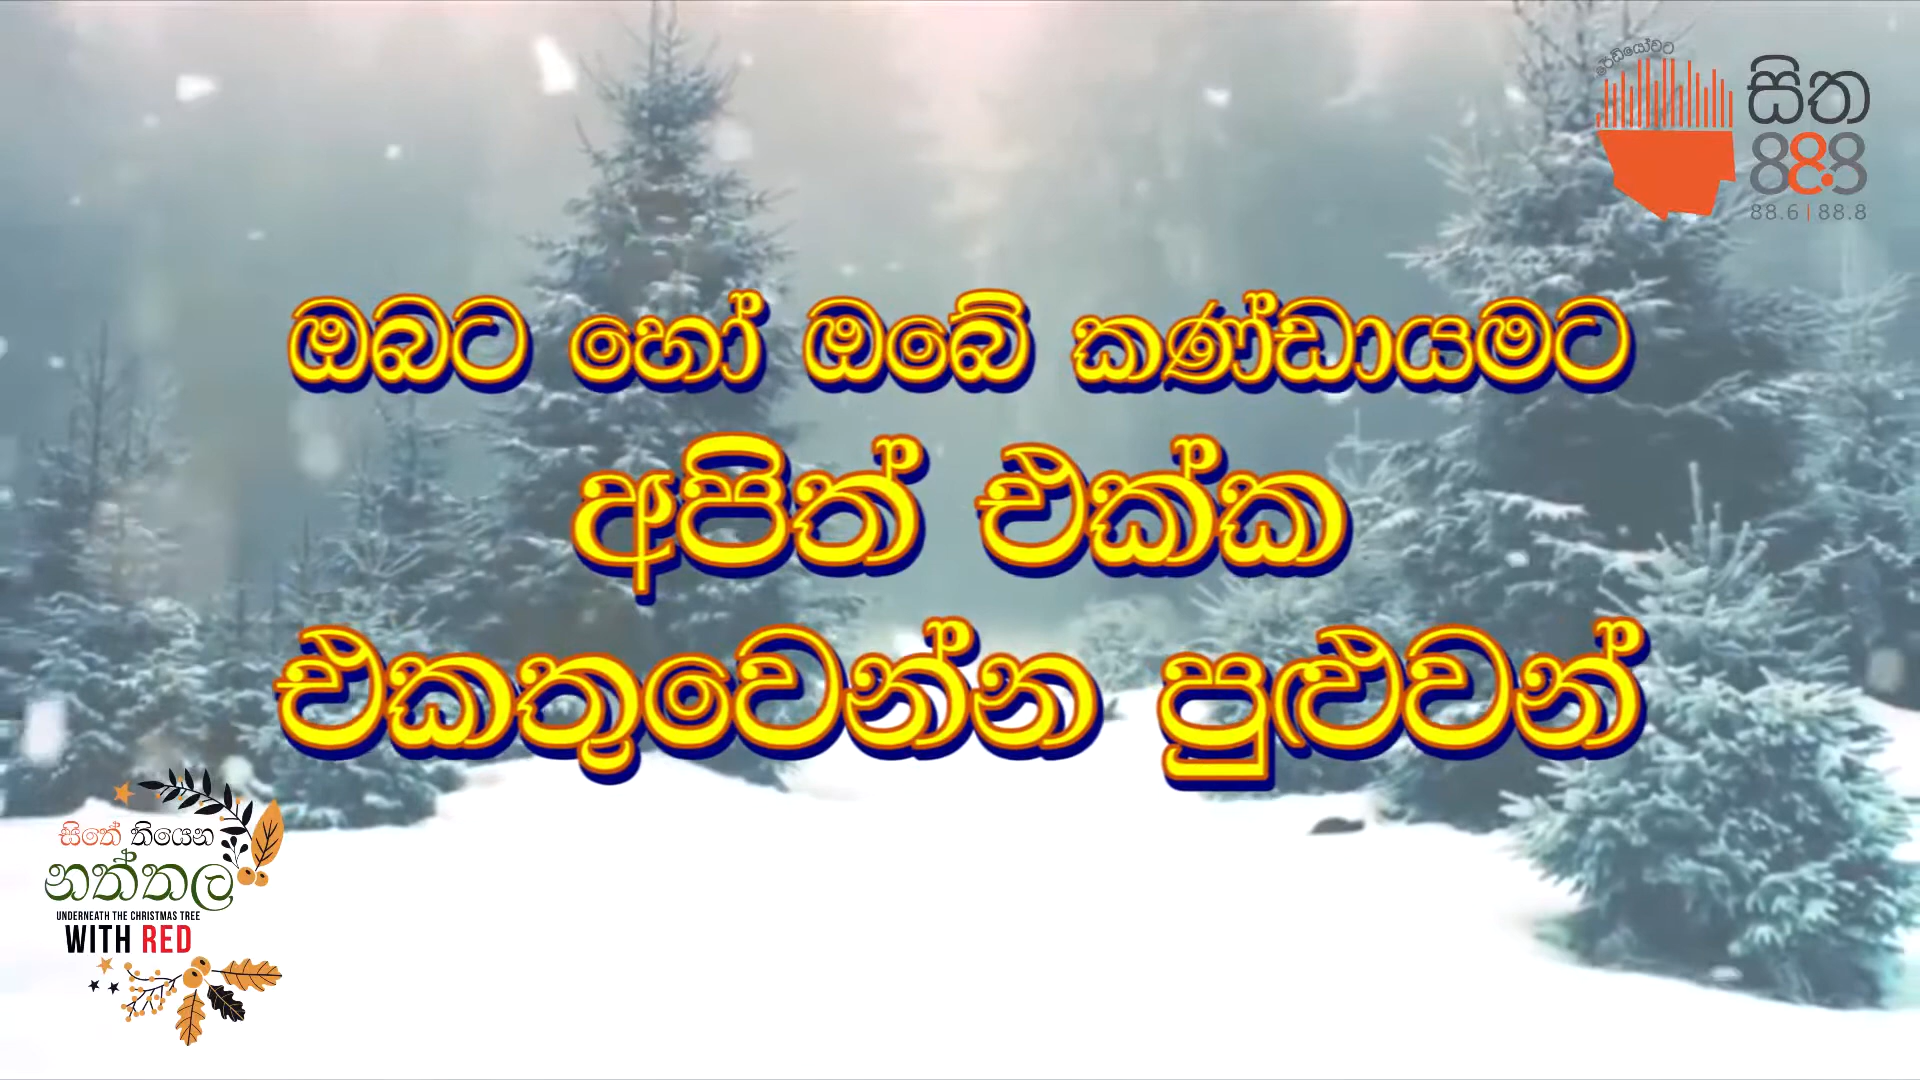 රේඩියෝවට
සිත
88.8
88.6 | 88.8
ඔබට හෝ ඔබේ කණ්ඩායමට
අපිත් එක්ක
එකතුවෙන්න පුළුවන්
සිතේ තියෙන
නත්තල
UNDERNEATH THE CHRISTMAS TREE
WITH RED